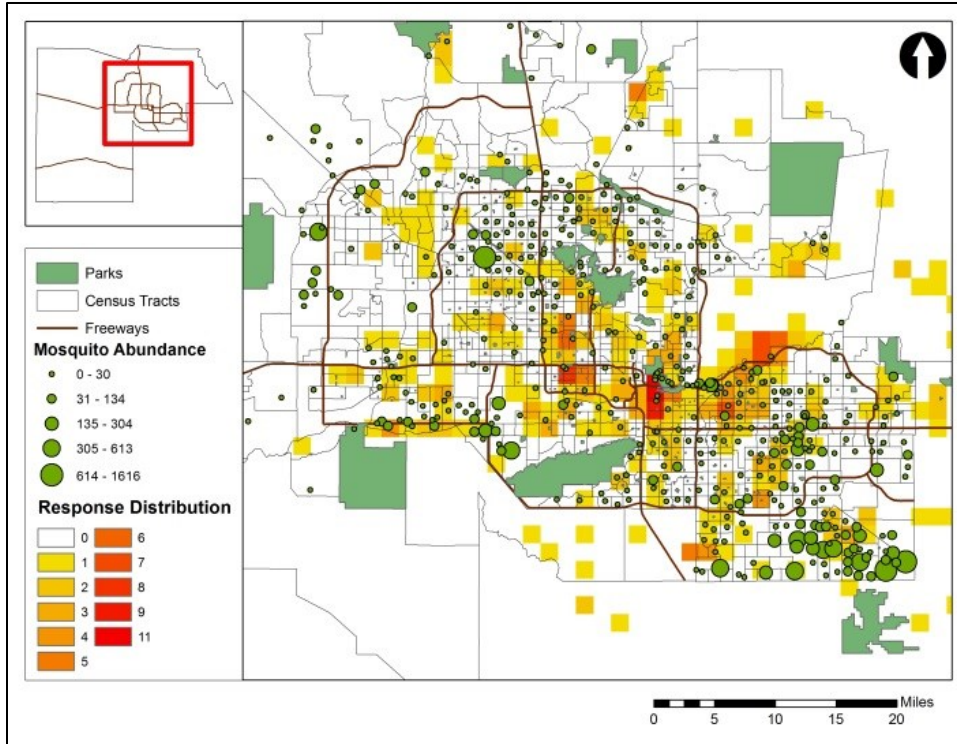 Parks
Census Tracts
Freeways
Mosquito Abundance
0 - 30
31 - 134
135 - 304
305 - 613
614 - 1616
Response Distribution
0 6
1 7
2 8
3 9
4 11
5
Miles
0 5 10 15 20